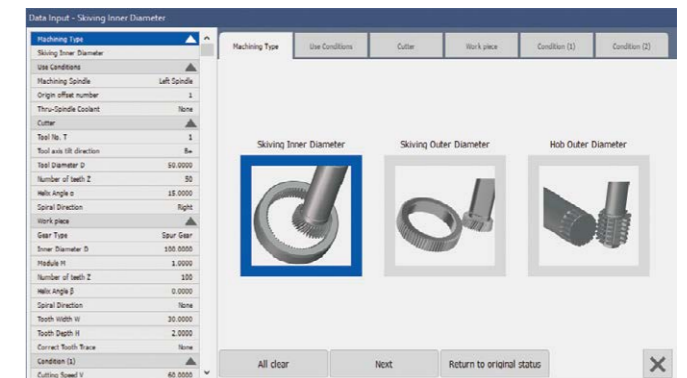 Data Input - Skiving Inner Diameter
Machining Type
Skiving Inner Diameter
Use Conditions
Machining Spindle Left Spindle
Origin offset number 1
Thru-Spindle Coolant None
Cutter
Tool No. T 1
Tool axis tilt direction B+
Tool Diameter D 50.0000
Number of teeth Z 50
Helix Angle α 15.0000
Spiral Direction Right
Work piece
Gear Type Spur Gear
Inner Diameter D 100.0000
Module M 1.0000
Number of teeth Z 100
Helix Angle β 0.0000
Spiral Direction None
Tooth Width W 30.0000
Tooth Depth H 2.0000
Correct Tooth Trace None
Condition (1)
Cutting Speed V 60.0000
Machining Type Use Conditions Cutter Work piece Condition (1) Condition (2)
Skiving Inner Diameter Skiving Outer Diameter Hob Outer Diameter
All clear Next Return to original status